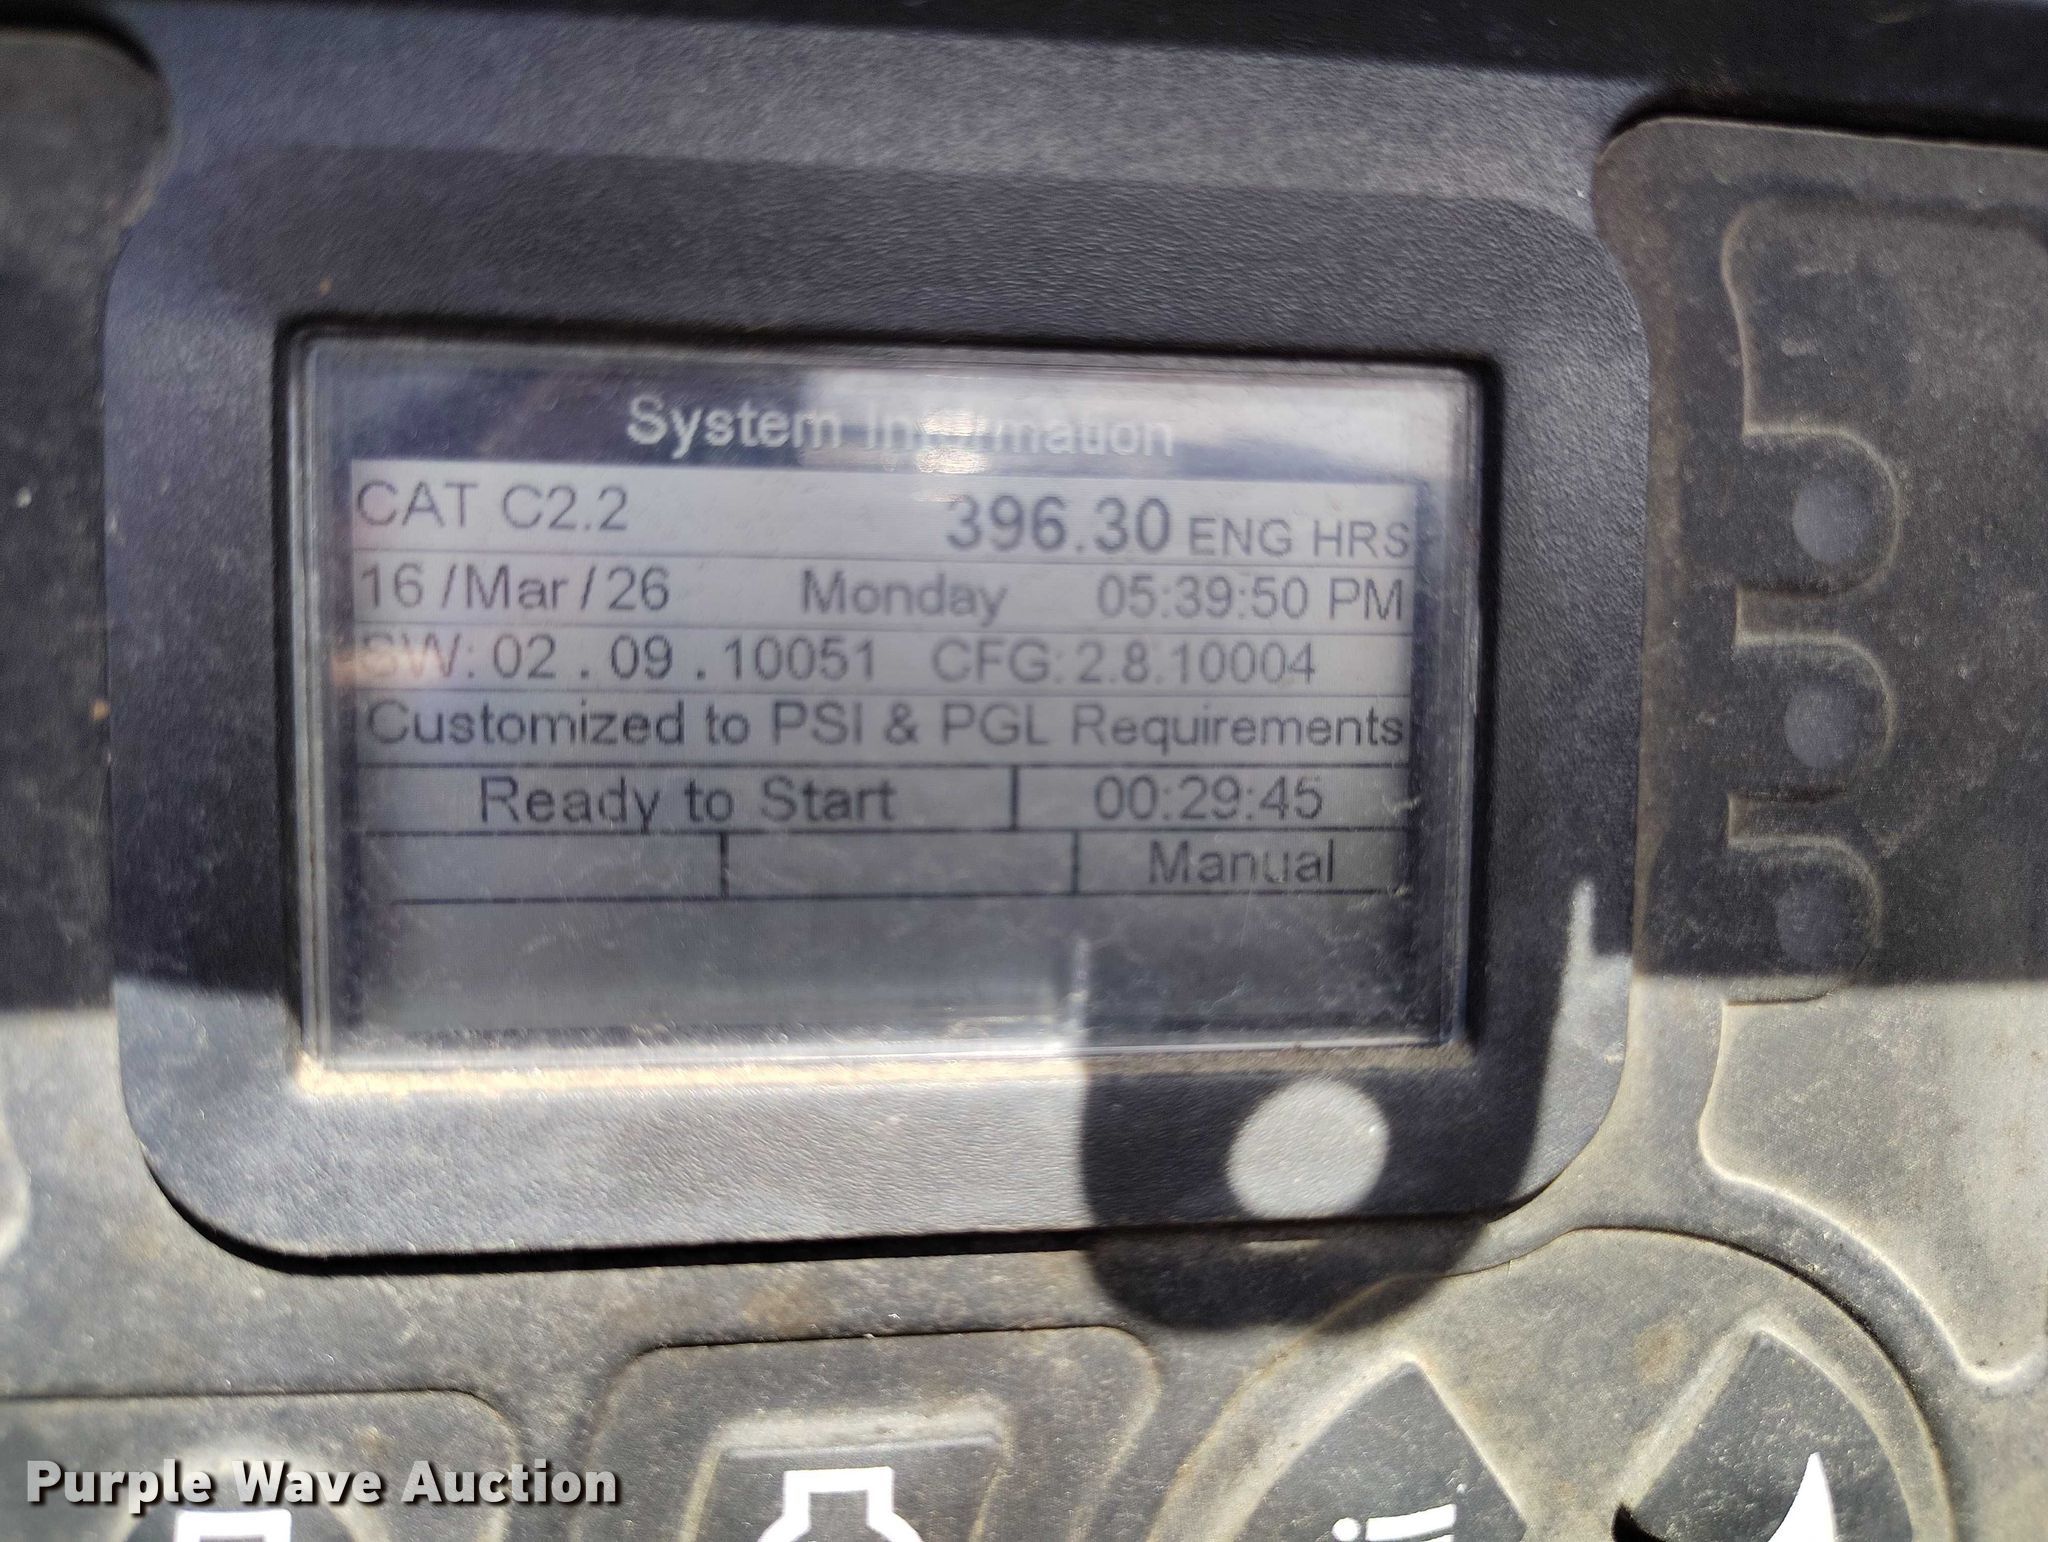 System Information
CAT C2.2 396.30 ENG HRS
16 /Mar/26 Monday 05:39:50 PM
SW: 02 . 09 . 10051 CFG: 2.8.10004
Customized to PSI & PGL Requirements
Ready to Start 00:29:45
Manual
Purple Wave Auction